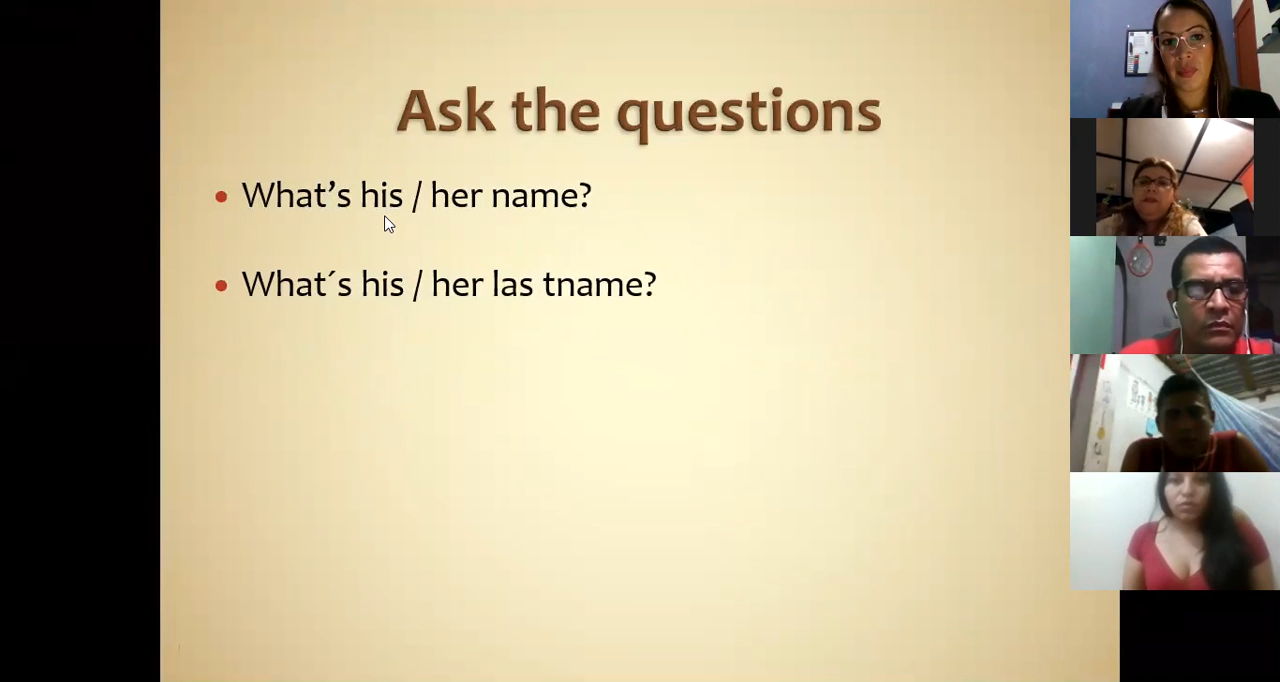 Ask the questions
• What’s his / her name?
• What´s his / her las tname?